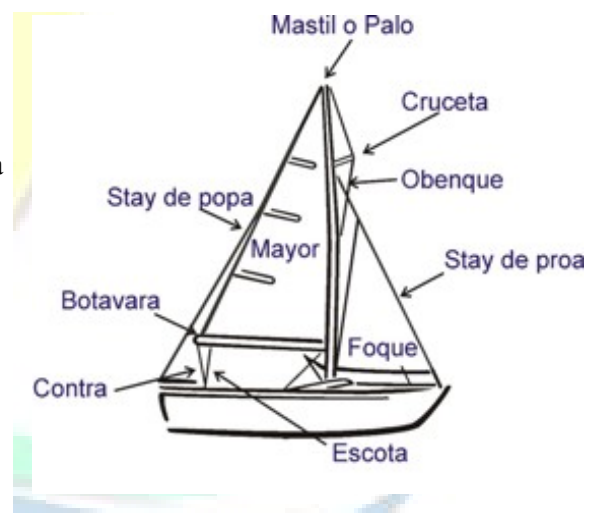 Mastil o Palo
Cruceta
a
Obenque
Stay de popa
Mayor
Stay de proa
Botavara
Foque
Contra
Escota